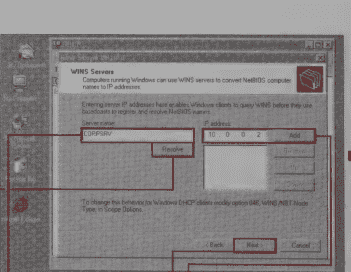 WINS Servers
Computers running Windows can use WINS servers to convert NetBIOS computer
names to IP addresses.
Entering server IP addresses here enables Windows clients to query WINS before they use
broadcasts to register and resolve NetBIOS names.
Server name:
IP address:
CORPSRV
10 0 0 2
Add
Resolve
To change this behavior for Windows DHCP clients modify option 046, WINS/NBT Node
Type, in Scope Options.
Back
Next
Cancel